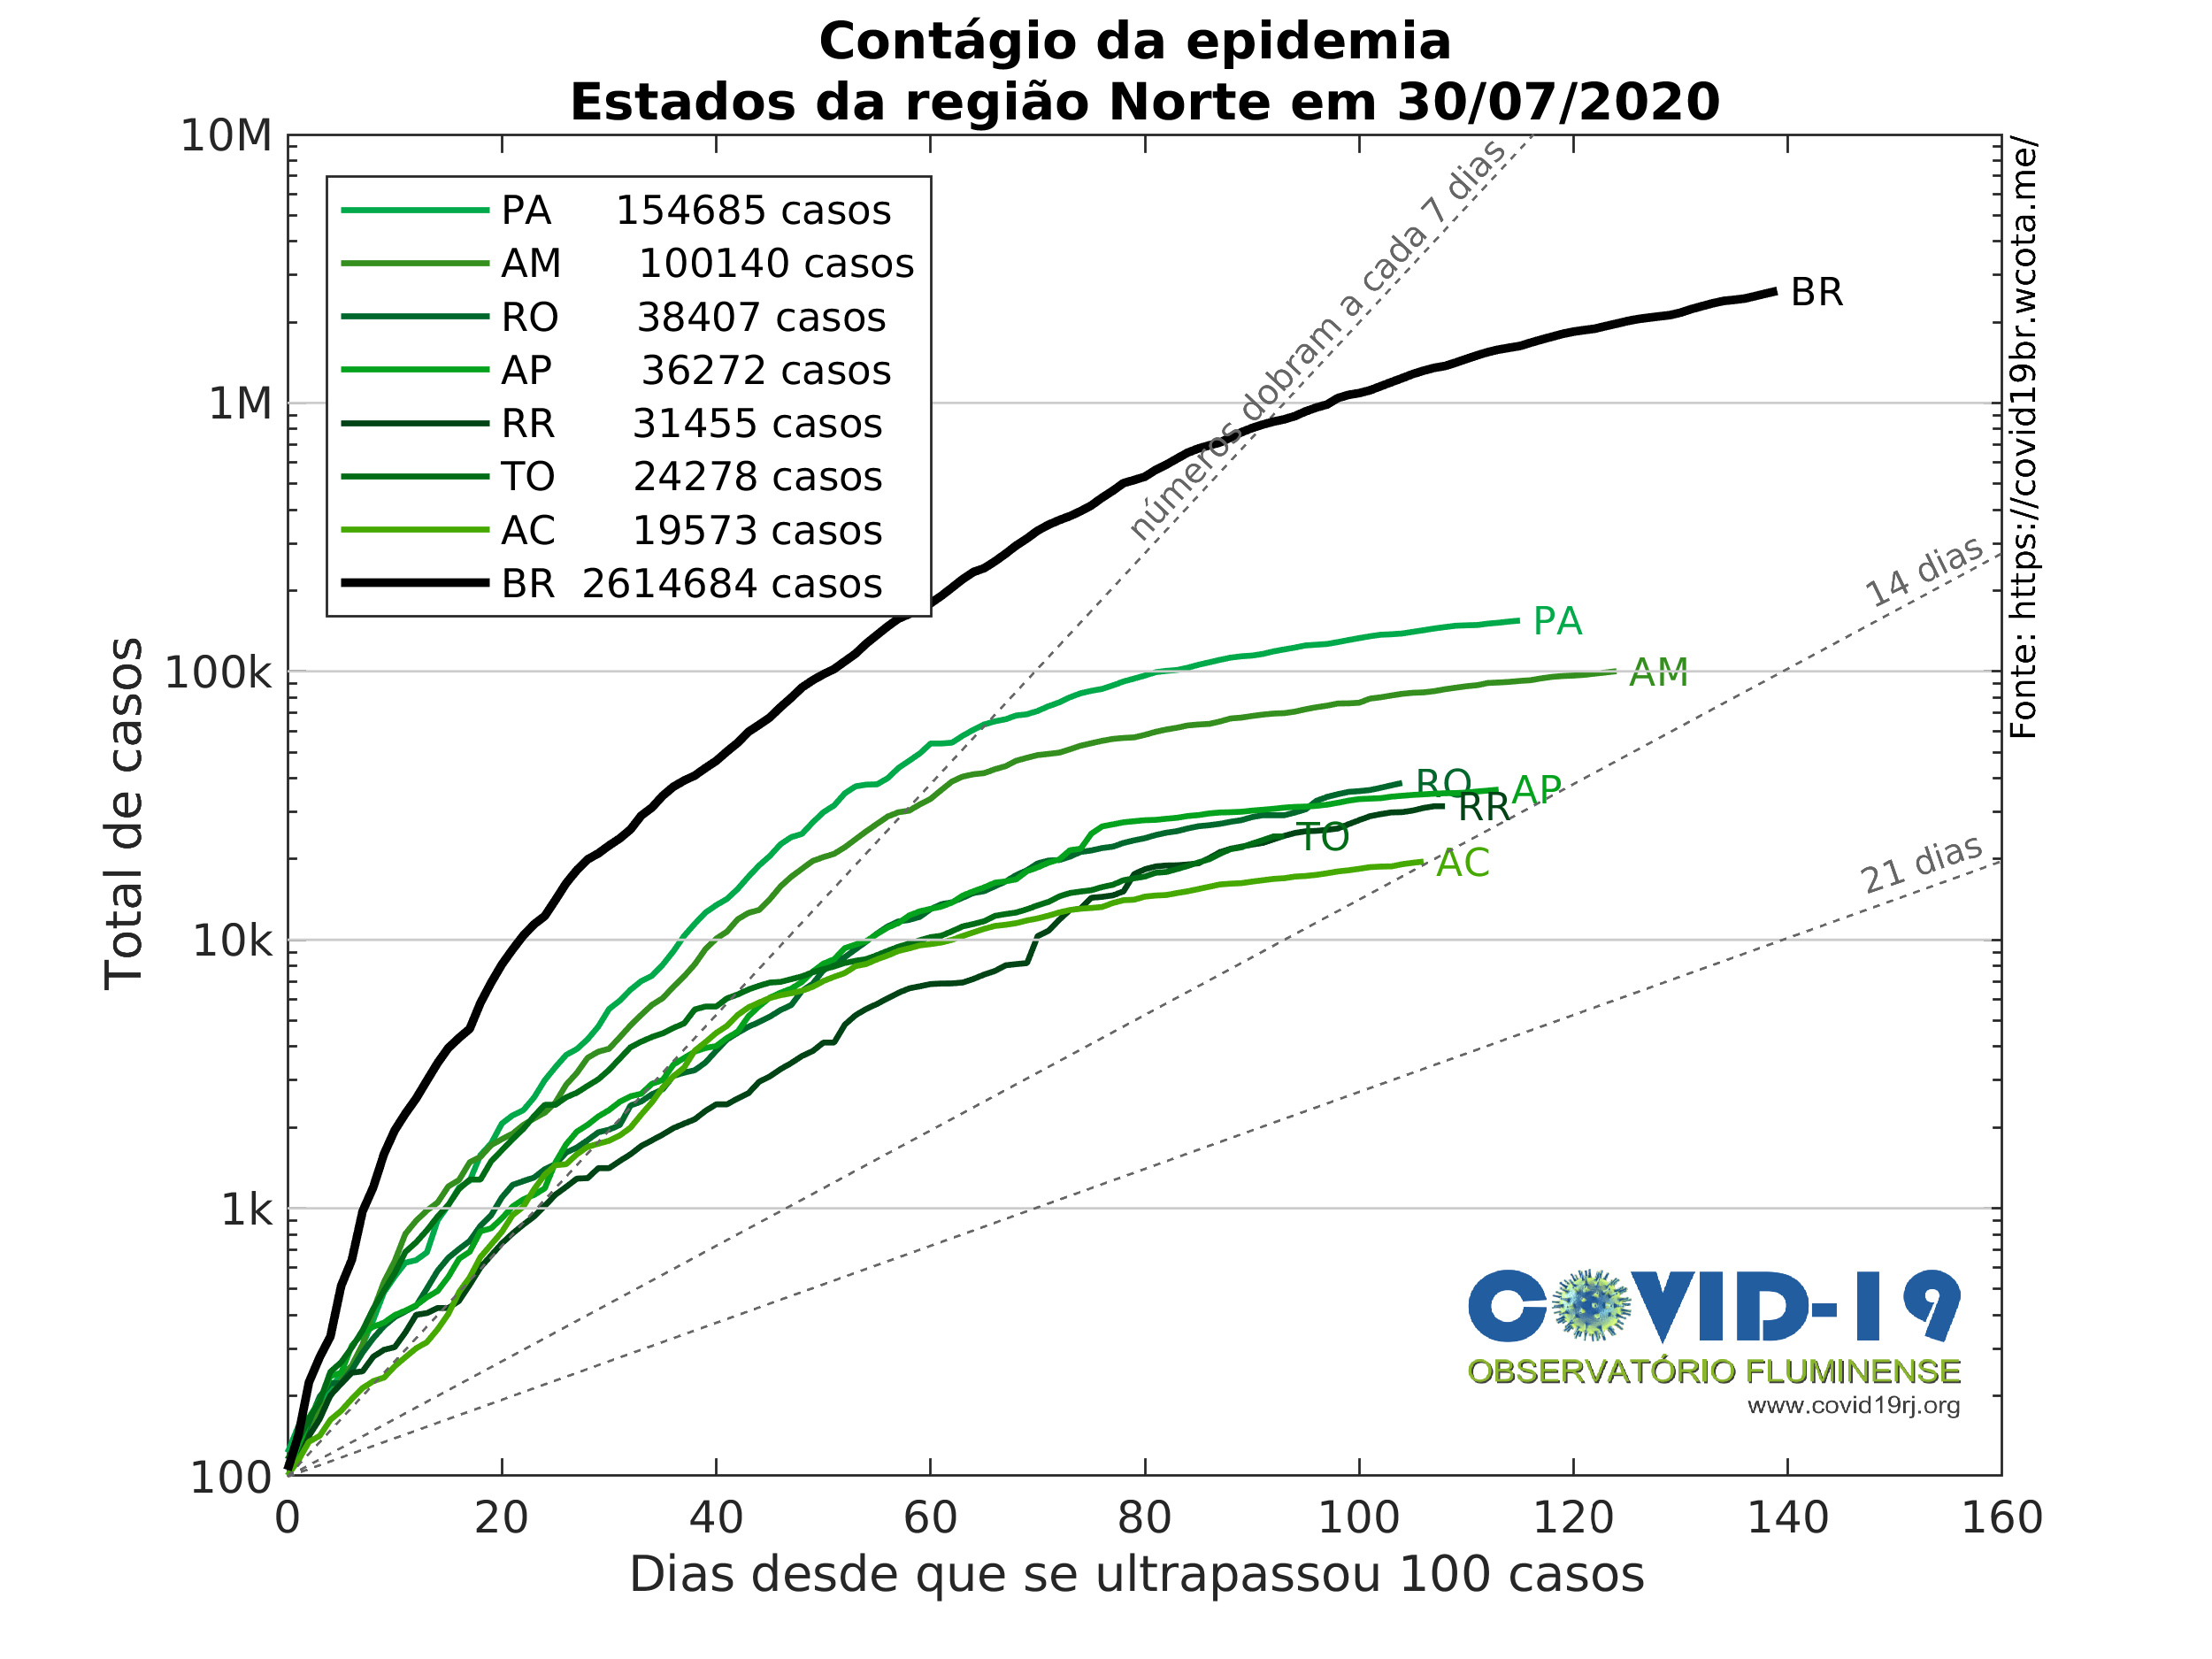 Contágio da epidemia
Estados da região Norte em 30/07/2020
10M
1M
100k
10k
1k
100
Total de casos
PA 154685 casos
AM 100140 casos
RO 38407 casos
AP 36272 casos
RR 31455 casos
TO 24278 casos
AC 19573 casos
BR 2614684 casos
números dobram a cada 7 dias
14 dias
21 dias
BR
PA
AM
RO
AP
RR
TO
AC
Fonte: https://covid19br.wcota.me/
COVID-19
OBSERVATÓRIO FLUMINENSE
www.covid19rj.org
0 20 40 60 80 100 120 140 160
Dias desde que se ultrapassou 100 casos